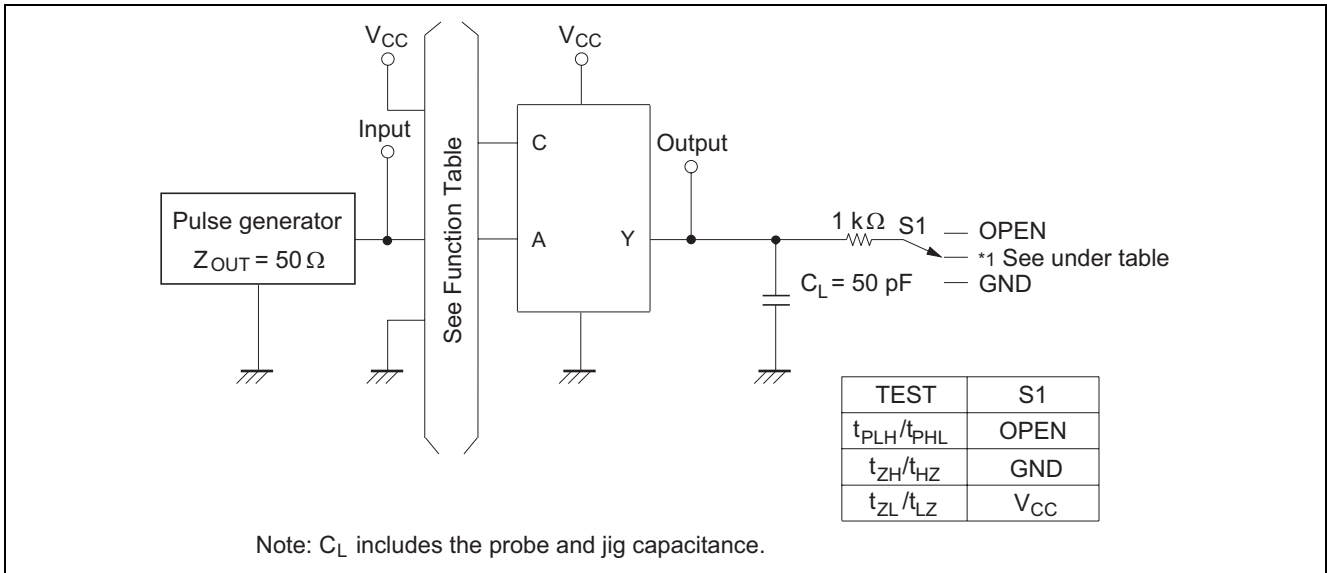 VCC
VCC
Input
Output
See Function Table
C
A
Y
Pulse generator
ZOUT = 50 Ω
1 kΩ
S1
OPEN
*1 See under table
GND
CL = 50 pF
TEST S1
tPLH/tPHL OPEN
tZH/tHZ GND
tZL/tLZ VCC
Note: CL includes the probe and jig capacitance.